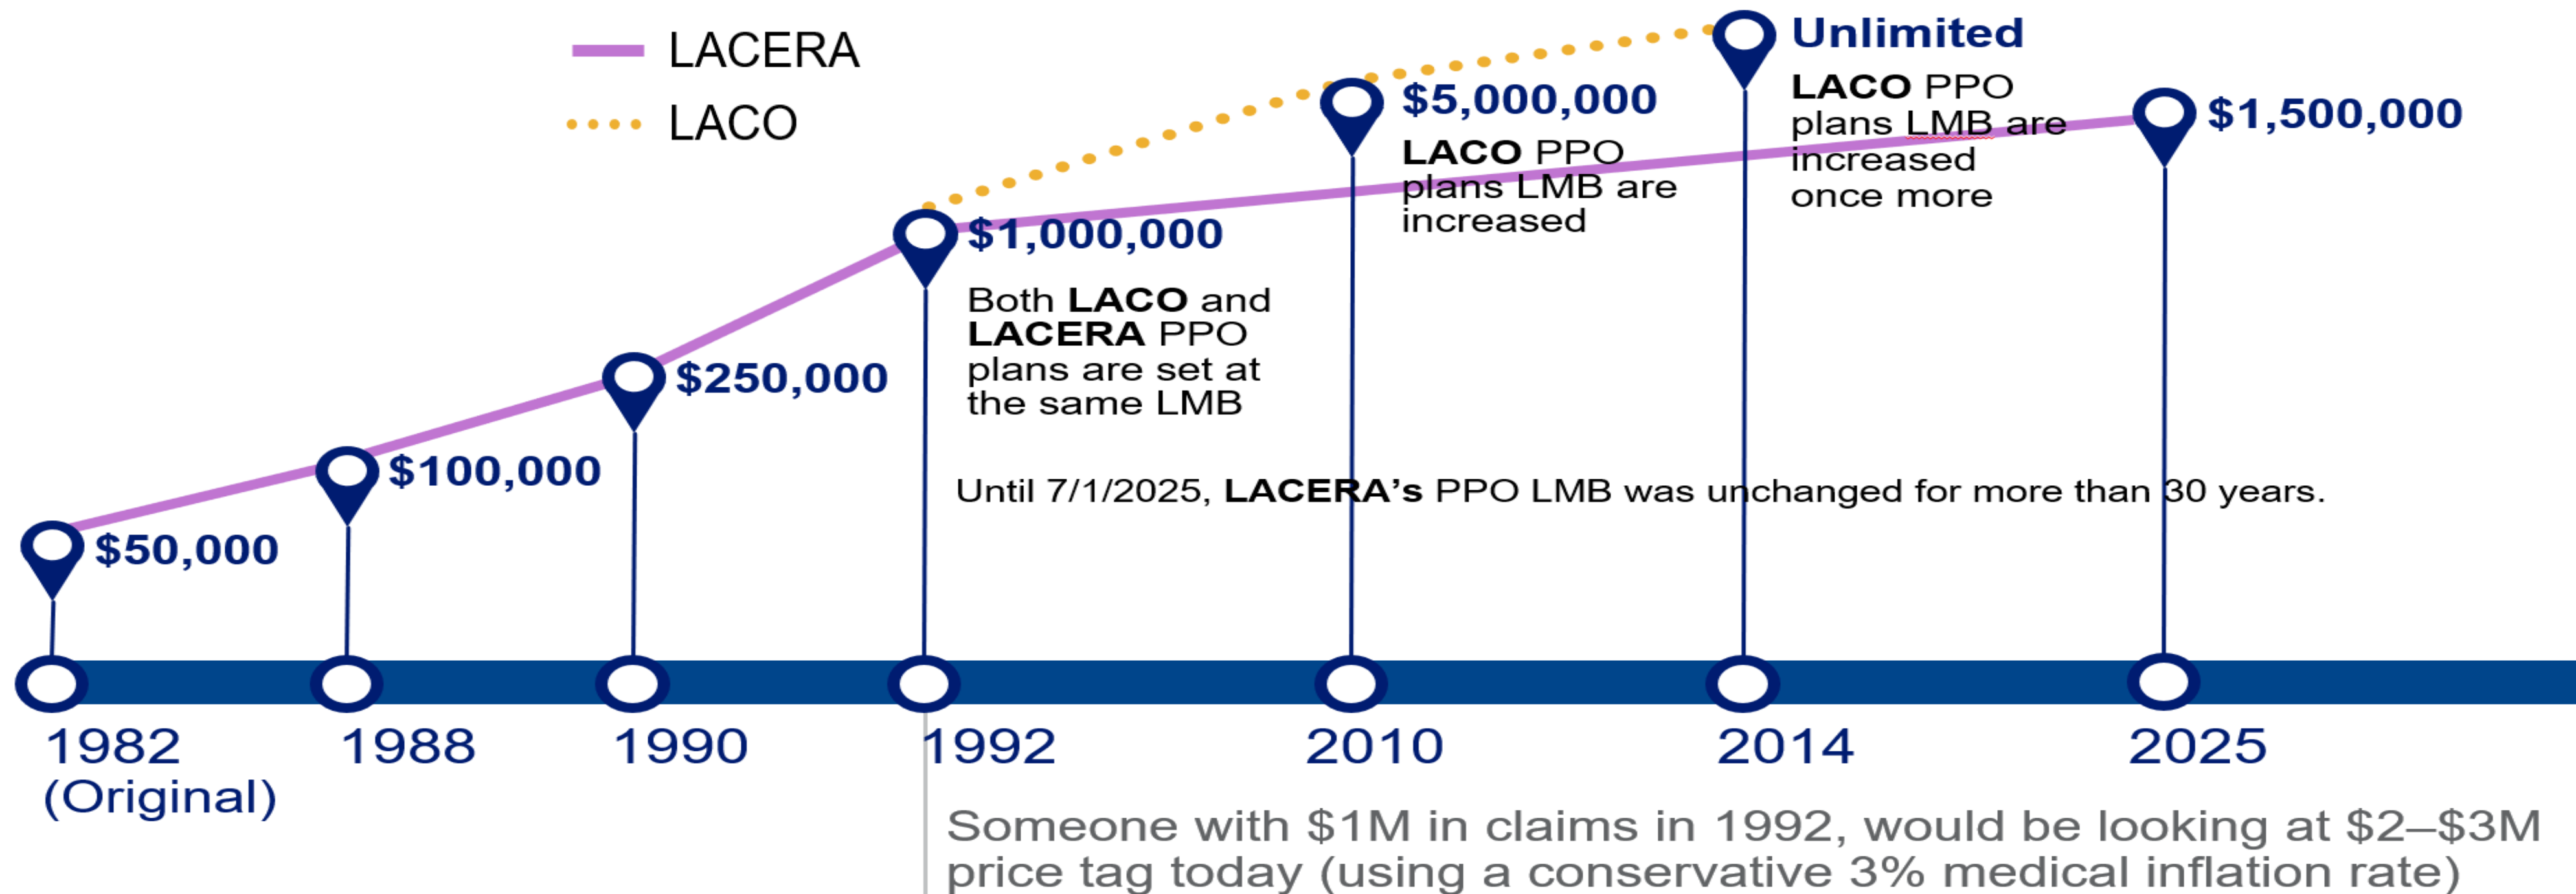 LACERA
LACO
$50,000
$100,000
$250,000
$1,000,000
Both LACO and
LACERA PPO
plans are set at
the same LMB
$5,000,000
LACO PPO
plans LMB are
increased
Unlimited
LACO PPO
plans LMB are
increased
once more
$1,500,000
Until 7/1/2025, LACERA’s PPO LMB was unchanged for more than 30 years.
1982
(Original)
1988
1990
1992
2010
2014
2025
Someone with $1M in claims in 1992, would be looking at $2–$3M
price tag today (using a conservative 3% medical inflation rate)